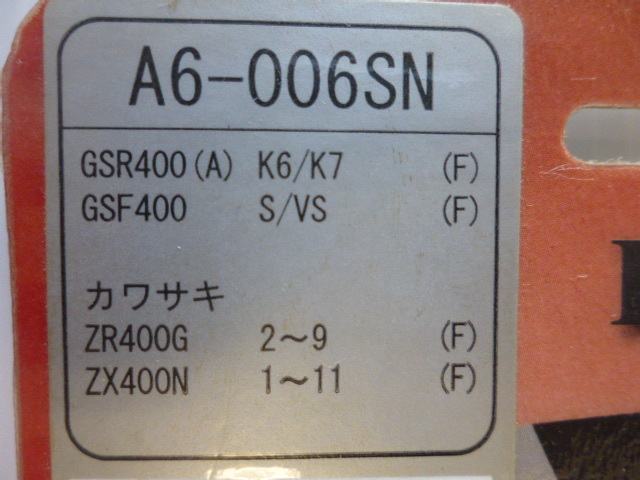 A6-006SN
GSR400(A) K6/K7 (F)
GSF400 S/VS (F)
カワサキ
ZR400G 2～9 (F)
ZX400N 1～11 (F)